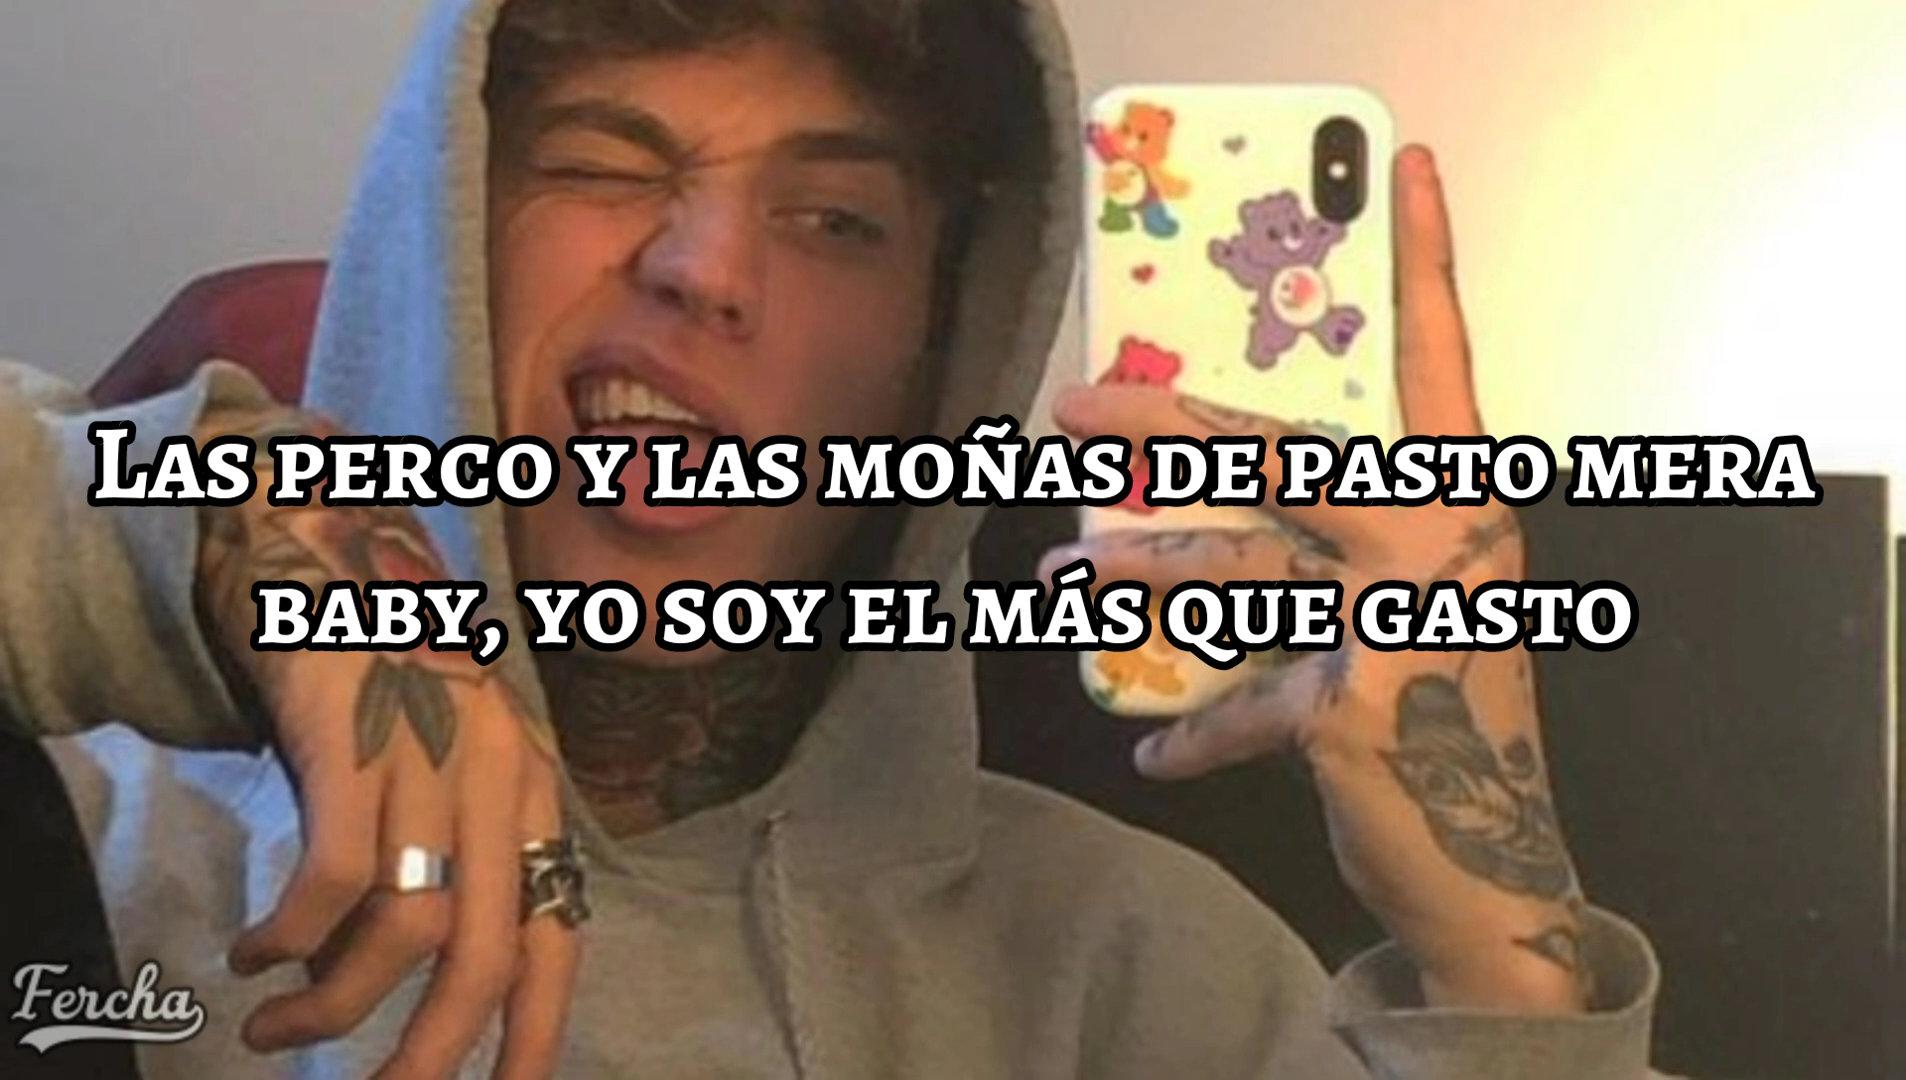 Las perco y las moñas de pasto mera
baby, yo soy el más que gasto
Fercha